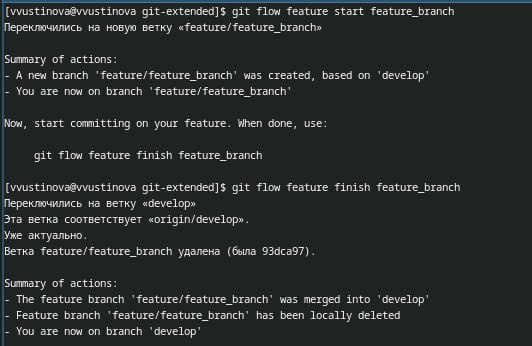 [vvustinova@vvustinova git-extended]$ git flow feature start feature_branch
Переключились на новую ветку «feature/feature_branch»
Summary of actions:
- A new branch 'feature/feature_branch' was created, based on 'develop'
- You are now on branch 'feature/feature_branch'
Now, start committing on your feature. When done, use:
git flow feature finish feature_branch
[vvustinova@vvustinova git-extended]$ git flow feature finish feature_branch
Переключились на ветку «develop»
Эта ветка соответствует «origin/develop».
Уже актуально.
Ветка feature/feature_branch удалена (была 93dca97).
Summary of actions:
- The feature branch 'feature/feature_branch' was merged into 'develop'
- Feature branch 'feature/feature_branch' has been locally deleted
- You are now on branch 'develop'